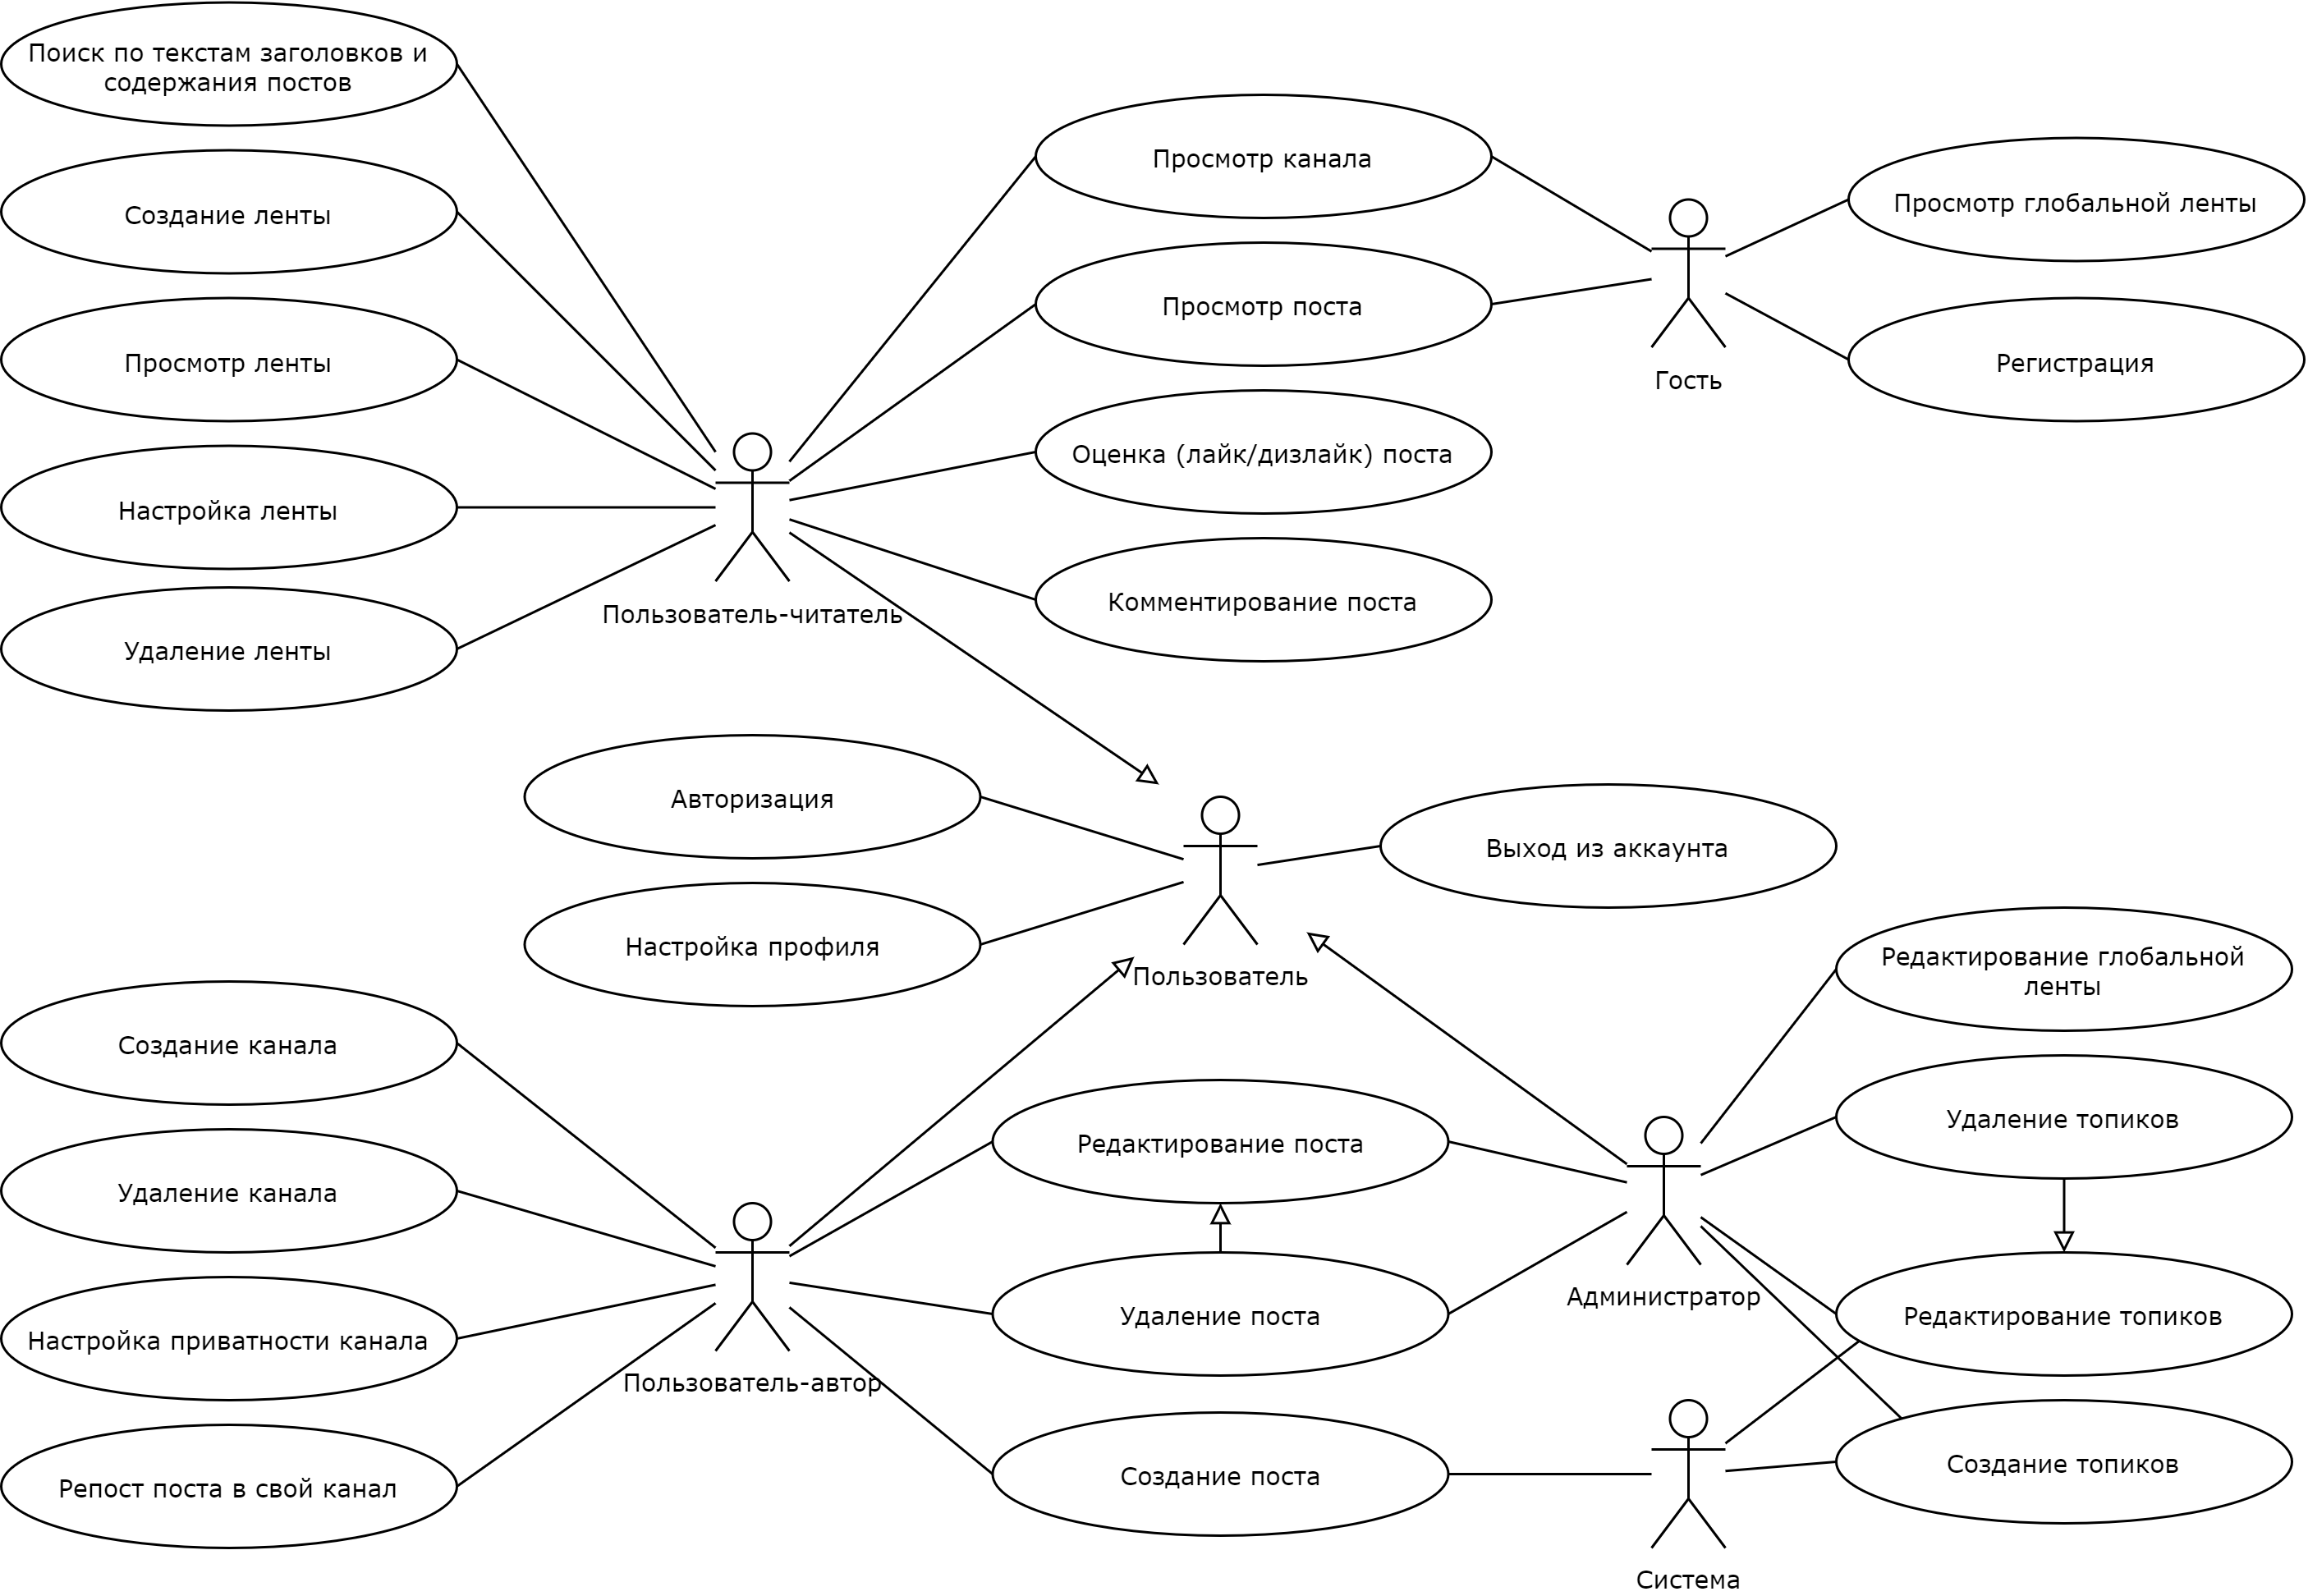 Поиск по текстам заголовков и
содержания постов
Создание ленты
Просмотр ленты
Настройка ленты
Удаление ленты
Пользователь-читатель
Просмотр канала
Просмотр поста
Оценка (лайк/дизлайк) поста
Комментирование поста
Гость
Просмотр глобальной ленты
Регистрация
Авторизация
Настройка профиля
Пользователь
Выход из аккаунта
Создание канала
Удаление канала
Настройка приватности канала
Репост поста в свой канал
Пользователь-автор
Редактирование поста
Удаление поста
Создание поста
Администратор
Система
Редактирование глобальной
ленты
Удаление топиков
Редактирование топиков
Создание топиков